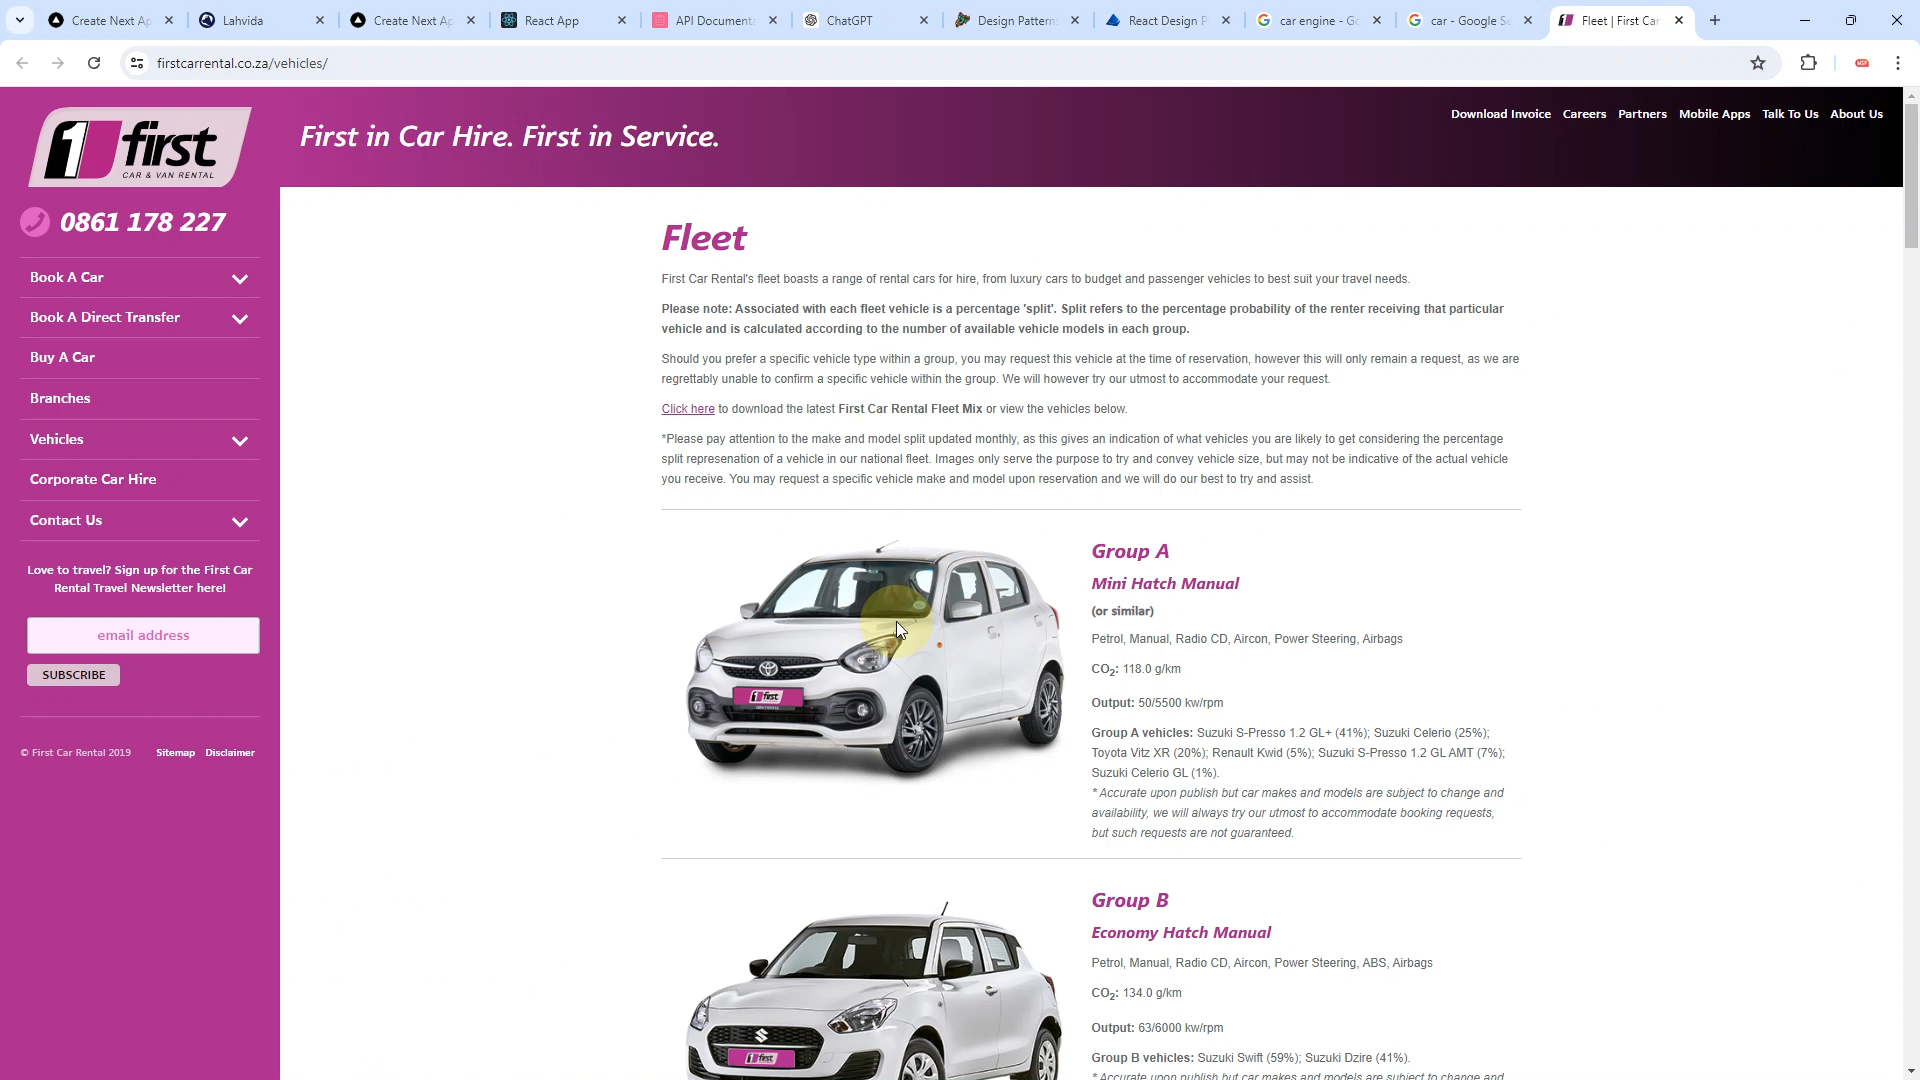 Create Next Ap
Lahvida
Create Next Ap
React App
API Documenta
ChatGPT
Design Patterns
React Design P
car engine - Go
car - Google Se
Fleet | First Car
firstcarrental.co.za/vehicles/
first
CAR & VAN RENTAL
First in Car Hire. First in Service.
Download Invoice Careers Partners Mobile Apps Talk To Us About Us
0861 178 227
Book A Car
Book A Direct Transfer
Buy A Car
Branches
Vehicles
Corporate Car Hire
Contact Us
Love to travel? Sign up for the First Car
Rental Travel Newsletter here!
email address
SUBSCRIBE
© First Car Rental 2019 Sitemap Disclaimer
Fleet
First Car Rental's fleet boasts a range of rental cars for hire, from luxury cars to budget and passenger vehicles to best suit your travel needs.
Please note: Associated with each fleet vehicle is a percentage 'split'. Split refers to the percentage probability of the renter receiving that particular
vehicle and is calculated according to the number of available vehicle models in each group.
Should you prefer a specific vehicle type within a group, you may request this vehicle at the time of reservation, however this will only remain a request, as we are
regrettably unable to confirm a specific vehicle within the group. We will however try our utmost to accommodate your request.
Click here to download the latest First Car Rental Fleet Mix or view the vehicles below.
*Please pay attention to the make and model split updated monthly, as this gives an indication of what vehicles you are likely to get considering the percentage
split represenation of a vehicle in our national fleet. Images only serve the purpose to try and convey vehicle size, but may not be indicative of the actual vehicle
you receive. You may request a specific vehicle make and model upon reservation and we will do our best to try and assist.
first
Group A
Mini Hatch Manual
(or similar)
Petrol, Manual, Radio CD, Aircon, Power Steering, Airbags
CO2: 118.0 g/km
Output: 50/5500 kw/rpm
Group A vehicles: Suzuki S-Presso 1.2 GL+ (41%); Suzuki Celerio (25%);
Toyota Vitz XR (20%); Renault Kwid (5%); Suzuki S-Presso 1.2 GL AMT (7%);
Suzuki Celerio GL (1%).
* Accurate upon publish but car makes and models are subject to change and
availability, we will always try our utmost to accommodate booking requests,
but such requests are not guaranteed.
first
Group B
Economy Hatch Manual
Petrol, Manual, Radio CD, Aircon, Power Steering, ABS, Airbags
CO2: 134.0 g/km
Output: 63/6000 kw/rpm
Group B vehicles: Suzuki Swift (59%); Suzuki Dzire (41%).
* Accurate upon publish but car makes and models are subject to change and